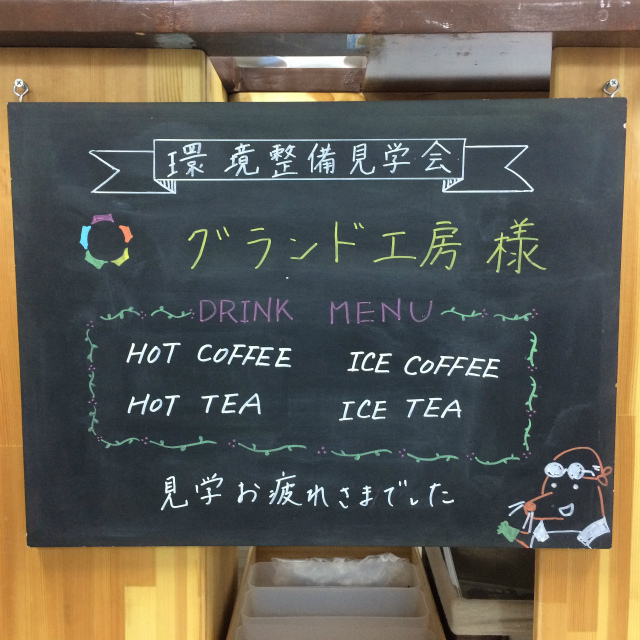 環境整備見学会
グランド工房 様
DRINK MENU
HOT COFFEE ICE COFFEE
HOT TEA ICE TEA
見学お疲れさまでした